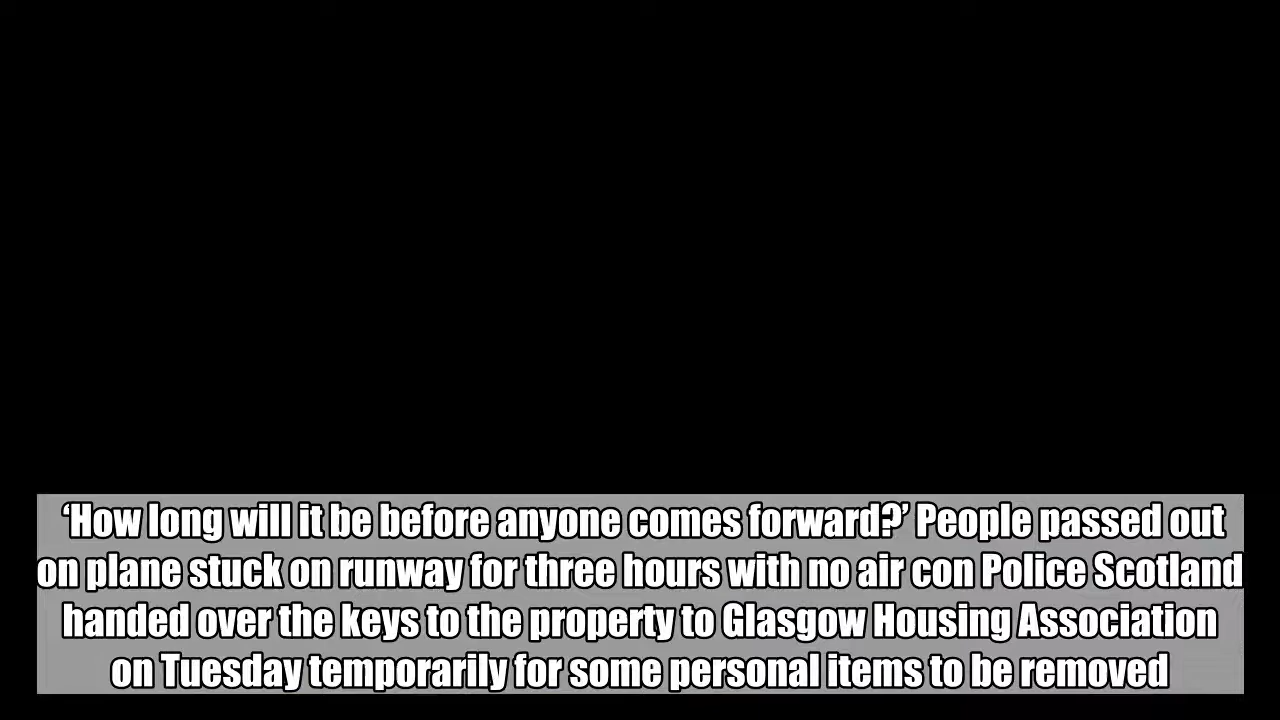 ‘How long will it be before anyone comes forward?’ People passed out
on plane stuck on runway for three hours with no air con Police Scotland
handed over the keys to the property to Glasgow Housing Association
on Tuesday temporarily for some personal items to be removed